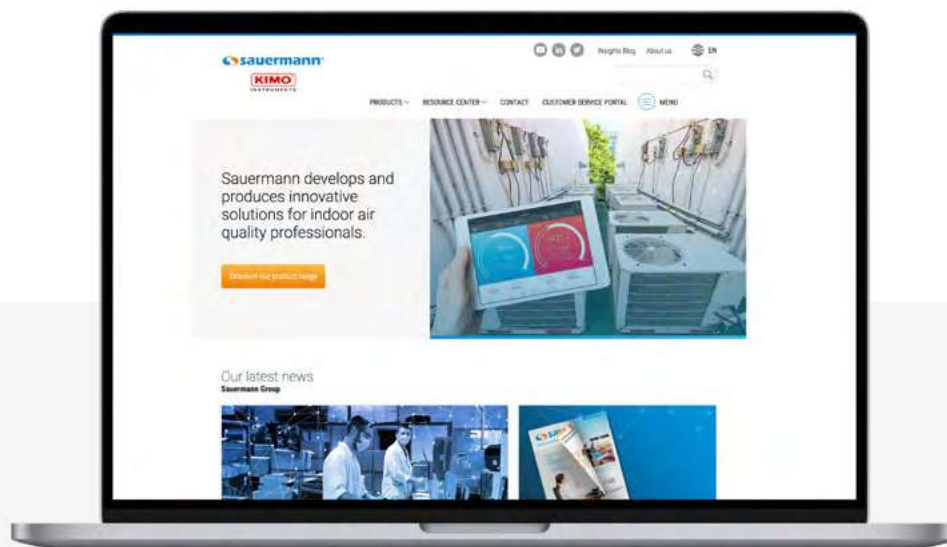 sauermann
KIMO
INSTRUMENTS
Insights Blog About us EN
PRODUCTS RESOURCE CENTER CONTACT CUSTOMER SERVICE PORTAL MENU
Sauermann develops and
produces innovative
solutions for indoor air
quality professionals.
Discover our product range
Our latest news
Sauermann Group